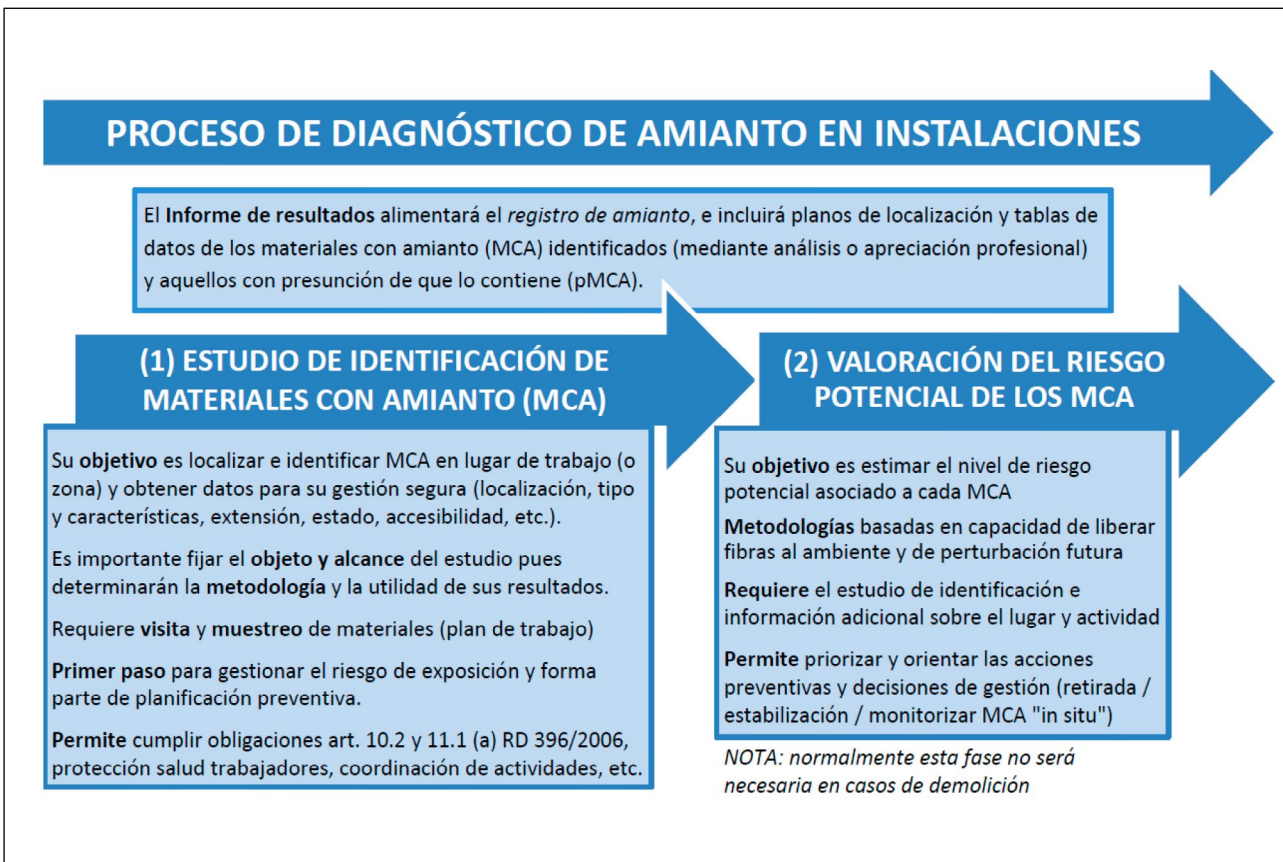 PROCESO DE DIAGNÓSTICO DE AMIANTO EN INSTALACIONES
El Informe de resultados alimentará el registro de amianto, e incluirá planos de localización y tablas de
datos de los materiales con amianto (MCA) identificados (mediante análisis o apreciación profesional)
y aquellos con presunción de que lo contiene (pMCA).
(1) ESTUDIO DE IDENTIFICACIÓN DE
MATERIALES CON AMIANTO (MCA)
Su objetivo es localizar e identificar MCA en lugar de trabajo (o
zona) y obtener datos para su gestión segura (localización, tipo
y características, extensión, estado, accesibilidad, etc.).
Es importante fijar el objeto y alcance del estudio pues
determinarán la metodología y la utilidad de sus resultados.
Requiere visita y muestreo de materiales (plan de trabajo)
Primer paso para gestionar el riesgo de exposición y forma
parte de planificación preventiva.
Permite cumplir obligaciones art. 10.2 y 11.1 (a) RD 396/2006,
protección salud trabajadores, coordinación de actividades, etc.
(2) VALORACIÓN DEL RIESGO
POTENCIAL DE LOS MCA
Su objetivo es estimar el nivel de riesgo
potencial asociado a cada MCA
Metodologías basadas en capacidad de liberar
fibras al ambiente y de perturbación futura
Requiere el estudio de identificación e
información adicional sobre el lugar y actividad
Permite priorizar y orientar las acciones
preventivas y decisiones de gestión (retirada /
estabilización / monitorizar MCA "in situ")
NOTA: normalmente esta fase no será
necesaria en casos de demolición